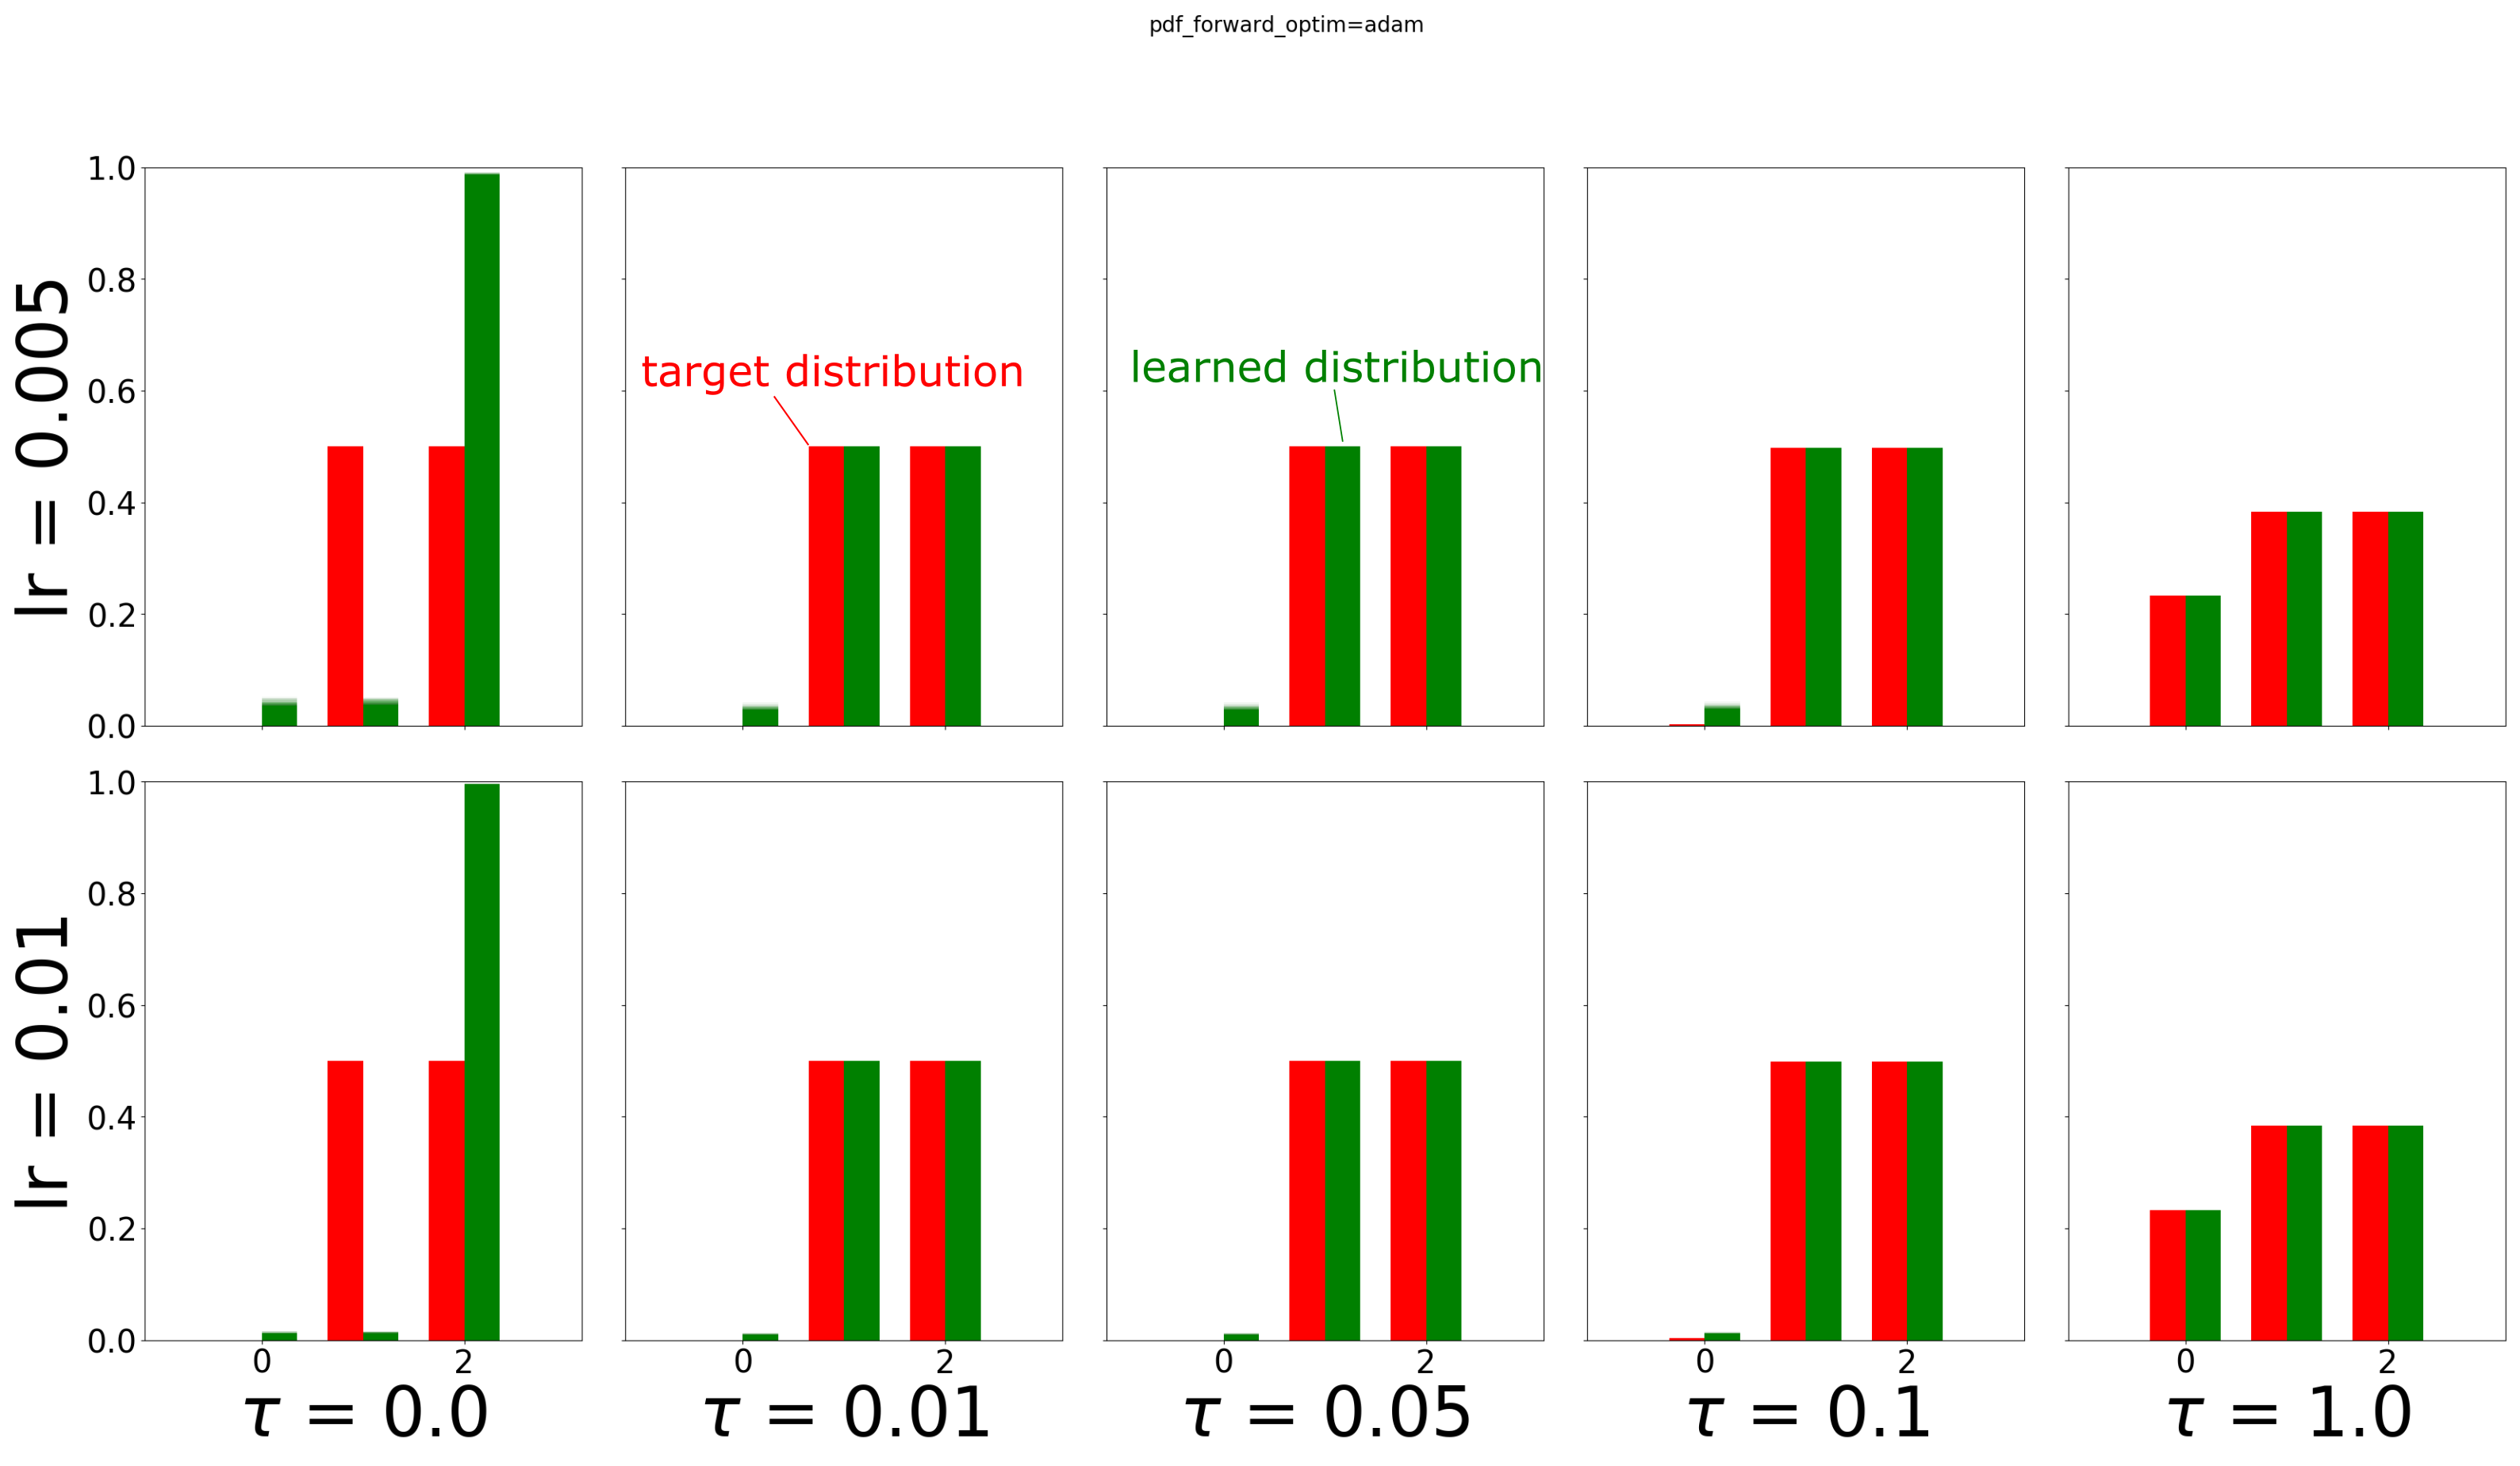 pdf_forward_optim=adam
lr = 0.005
1.0
0.8
0.6
0.4
0.2
0.0
target distribution
learned distribution
lr = 0.01
1.0
0.8
0.6
0.4
0.2
0.0
0 2
0 2
0 2
0 2
0 2
τ = 0.0
τ = 0.01
τ = 0.05
τ = 0.1
τ = 1.0